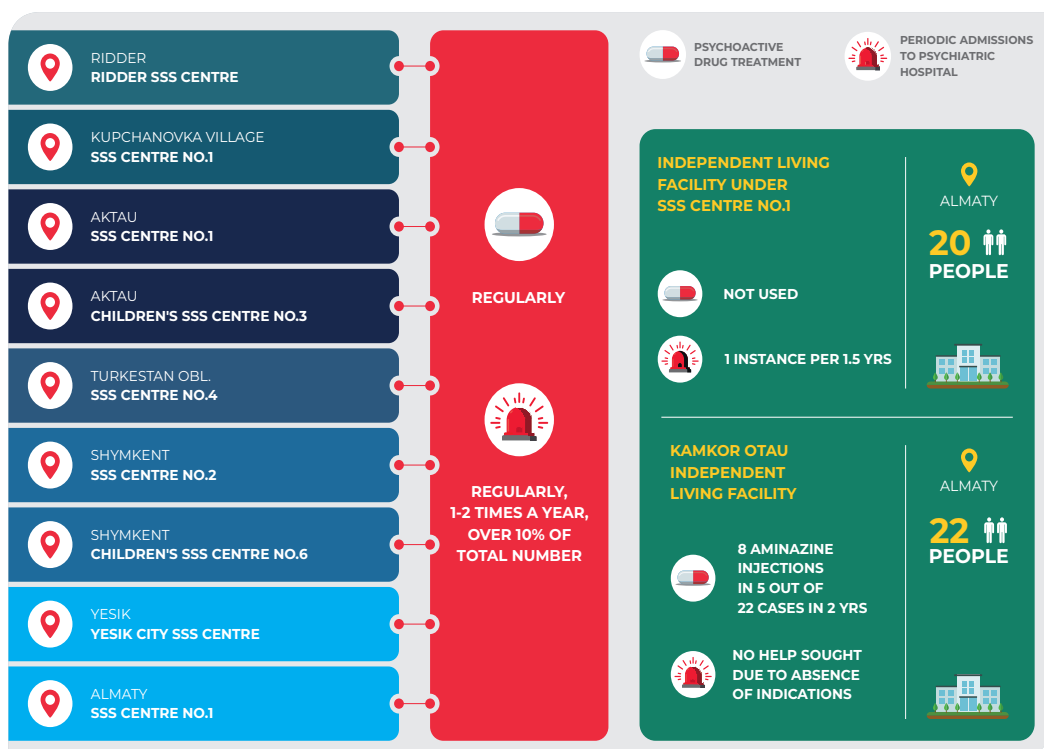 RIDDER
RIDDER SSS CENTRE
KUPCHANOVKA VILLAGE
SSS CENTRE NO.1
AKTAU
SSS CENTRE NO.1
AKTAU
CHILDREN'S SSS CENTRE NO.3
TURKESTAN OBL.
SSS CENTRE NO.4
SHYMKENT
SSS CENTRE NO.2
SHYMKENT
CHILDREN'S SSS CENTRE NO.6
YESIK
YESIK CITY SSS CENTRE
ALMATY
SSS CENTRE NO.1
REGULARLY
REGULARLY,
1-2 TIMES A YEAR,
OVER 10% OF
TOTAL NUMBER
PSYCHOACTIVE
DRUG TREATMENT
PERIODIC ADMISSIONS
TO PSYCHIATRIC
HOSPITAL
INDEPENDENT LIVING
FACILITY UNDER
SSS CENTRE NO.1
NOT USED
1 INSTANCE PER 1.5 YRS
ALMATY
20
PEOPLE
KAMKOR OTAU
INDEPENDENT
LIVING FACILITY
8 AMINAZINE
INJECTIONS
IN 5 OUT OF
22 CASES IN 2 YRS
NO HELP SOUGHT
DUE TO ABSENCE
OF INDICATIONS
ALMATY
22
PEOPLE